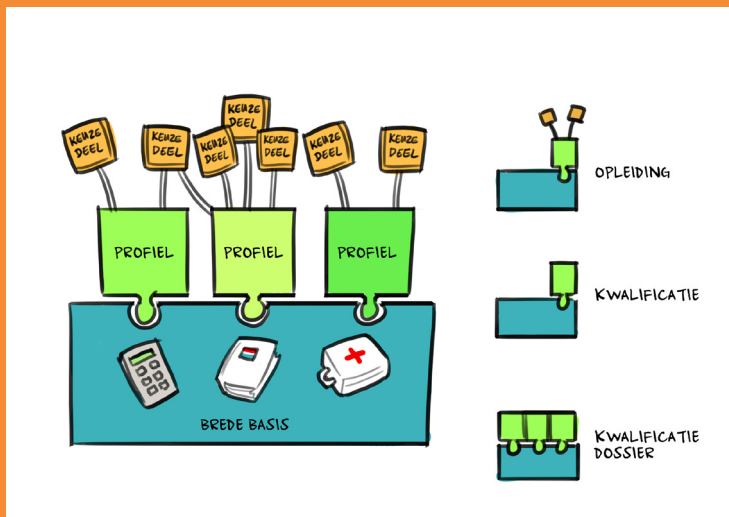 KEUZE
DEEL
KEUZE
DEEL
KEUZE
DEEL
KEUZE
DEEL
KEUZE
DEEL
KEUZE
DEEL
KEUZE
DEEL
PROFIEL
PROFIEL
PROFIEL
BREDE BASIS
OPLEIDING
KWALIFICATIE
KWALIFICATIE
DOSSIER